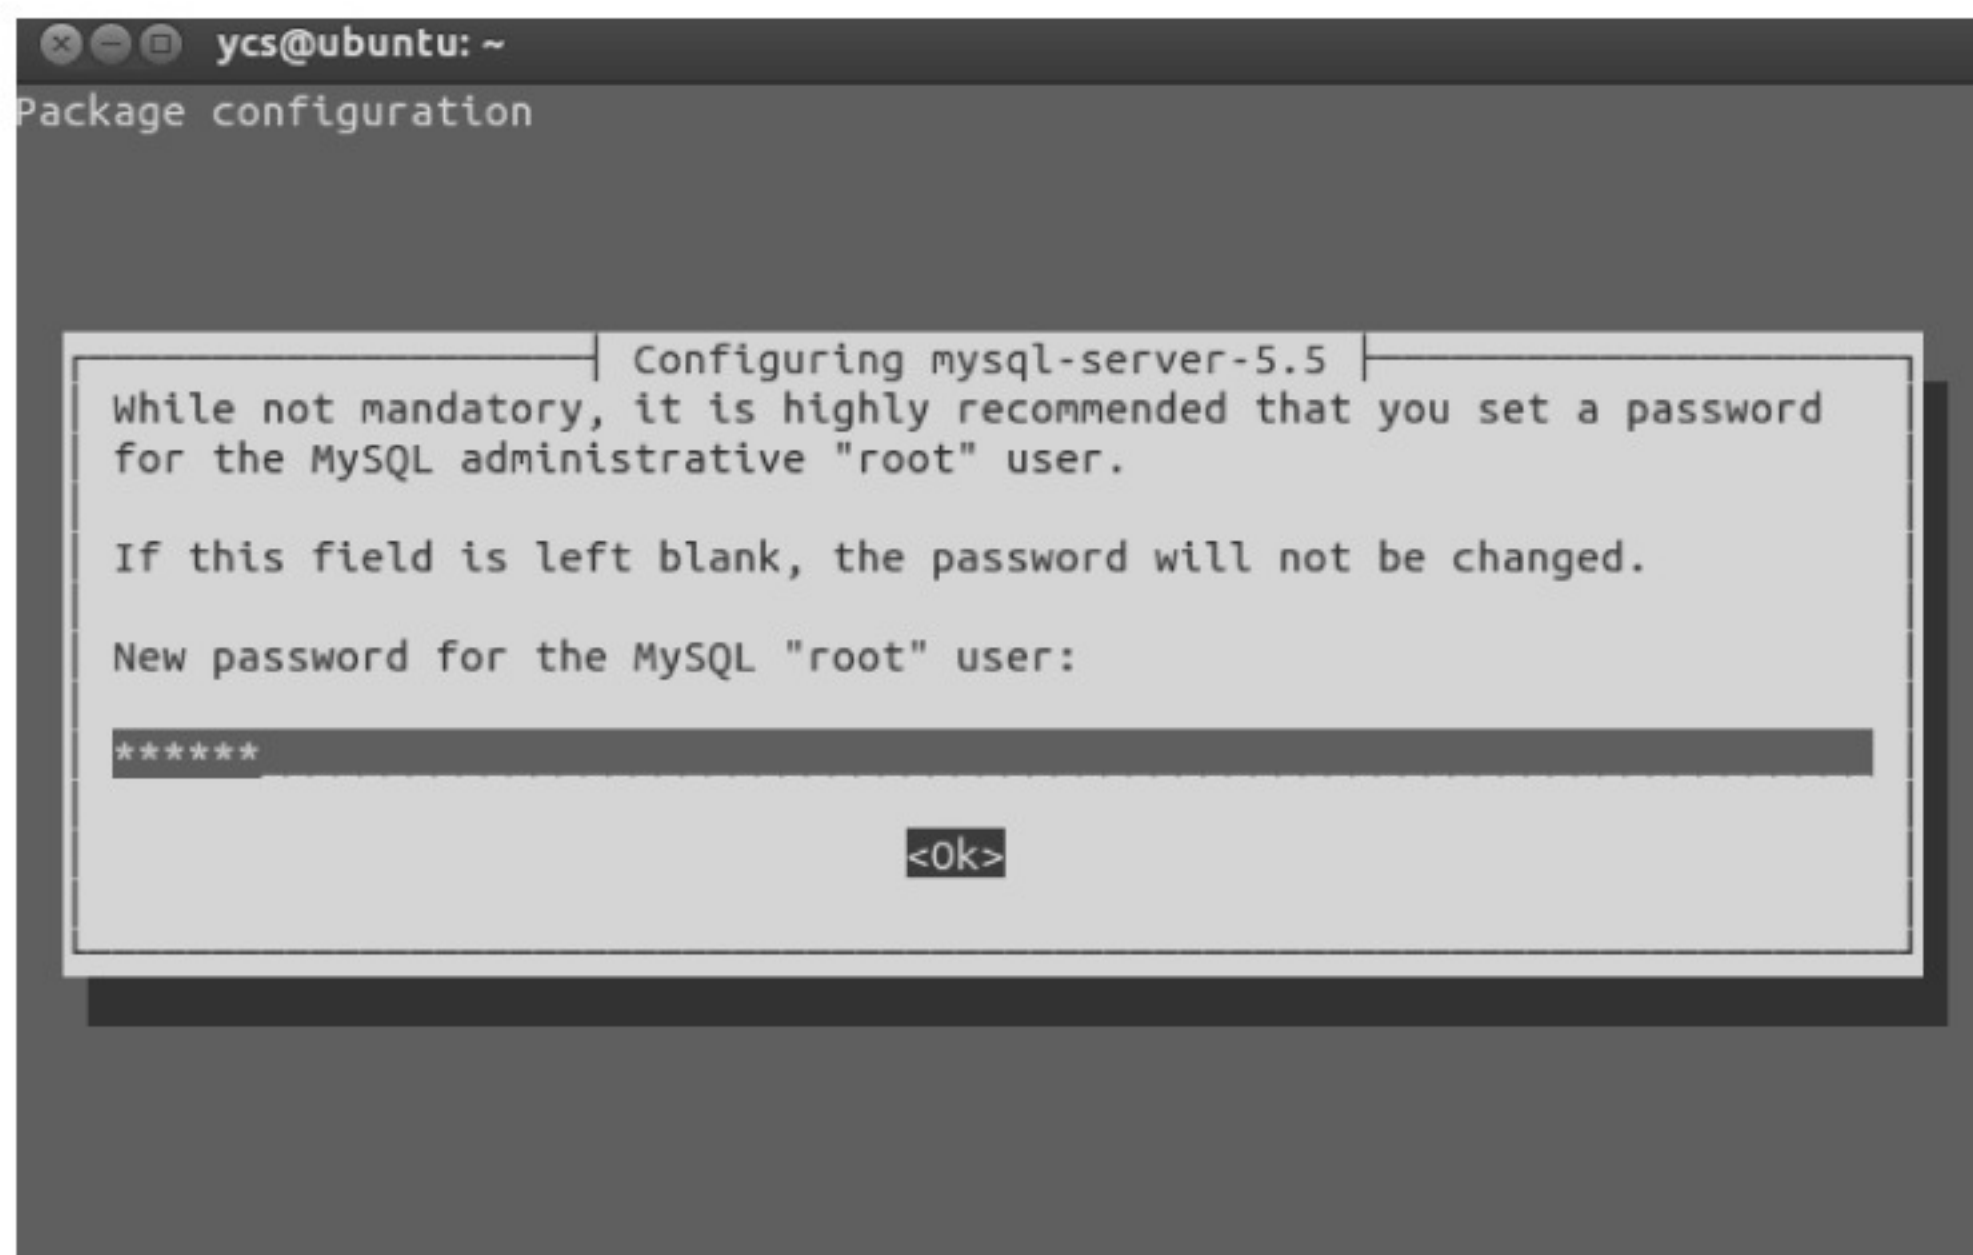 ycs@ubuntu: ~
Package configuration
Configuring mysql-server-5.5
While not mandatory, it is highly recommended that you set a password
for the MySQL administrative "root" user.
If this field is left blank, the password will not be changed.
New password for the MySQL "root" user:
******
<Ok>